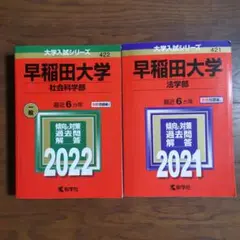 大学入試シリーズ
422
早稲田大学
社会科学部
最近6カ年
傾向と対策
過去問
解答
2022
教学社
大学入試シリーズ
421
早稲田大学
法学部
最近6カ年
傾向と対策
過去問
解答
2021
教学社